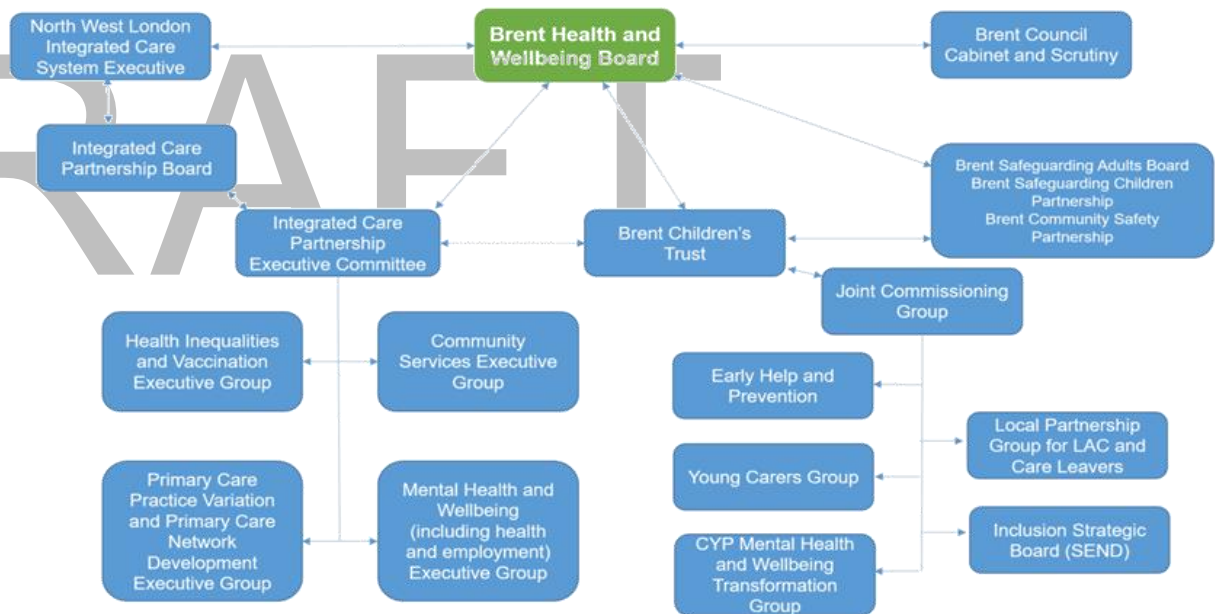 North West London
Integrated Care
System Executive
Brent Health and
Wellbeing Board
Brent Council
Cabinet and Scrutiny
Integrated Care
Partnership Board
Brent Safeguarding Adults Board
Brent Safeguarding Children
Partnership
Brent Community Safety
Partnership
Integrated Care
Partnership
Executive Committee
Brent Children's
Trust
Joint Commissioning
Group
Health Inequalities
and Vaccination
Executive Group
Community
Services Executive
Group
Early Help and
Prevention
Local Partnership
Group for LAC and
Care Leavers
Young Carers Group
Primary Care
Practice Variation
and Primary Care
Network
Development
Executive Group
Mental Health and
Wellbeing
(including health
and employment)
Executive Group
Inclusion Strategic
Board (SEND)
CYP Mental Health
and Wellbeing
Transformation
Group
RAFT